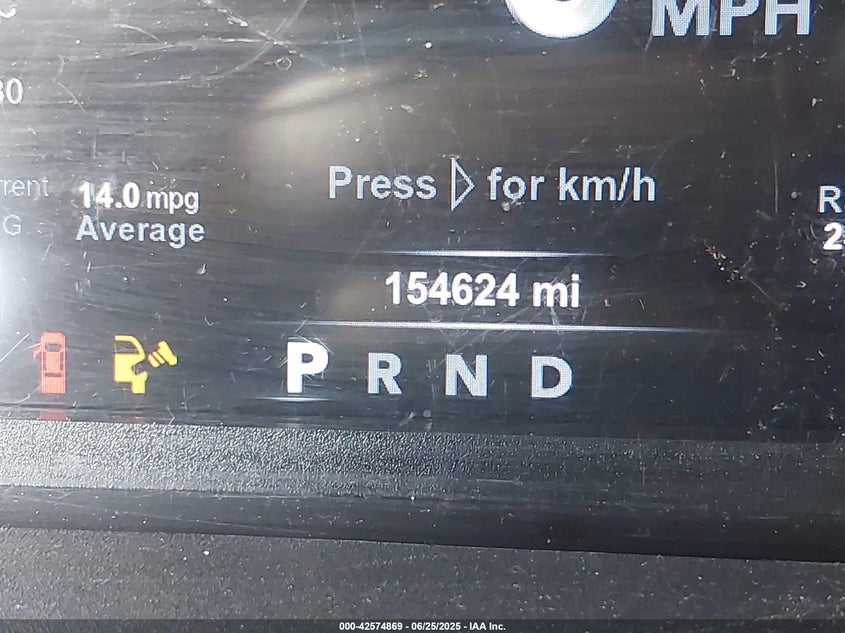 MPH
14.0 mpg
Average
Press ▷ for km/h
154624 mi
P R N D
000-42574869 - 06/25/2025 - IAA Inc.